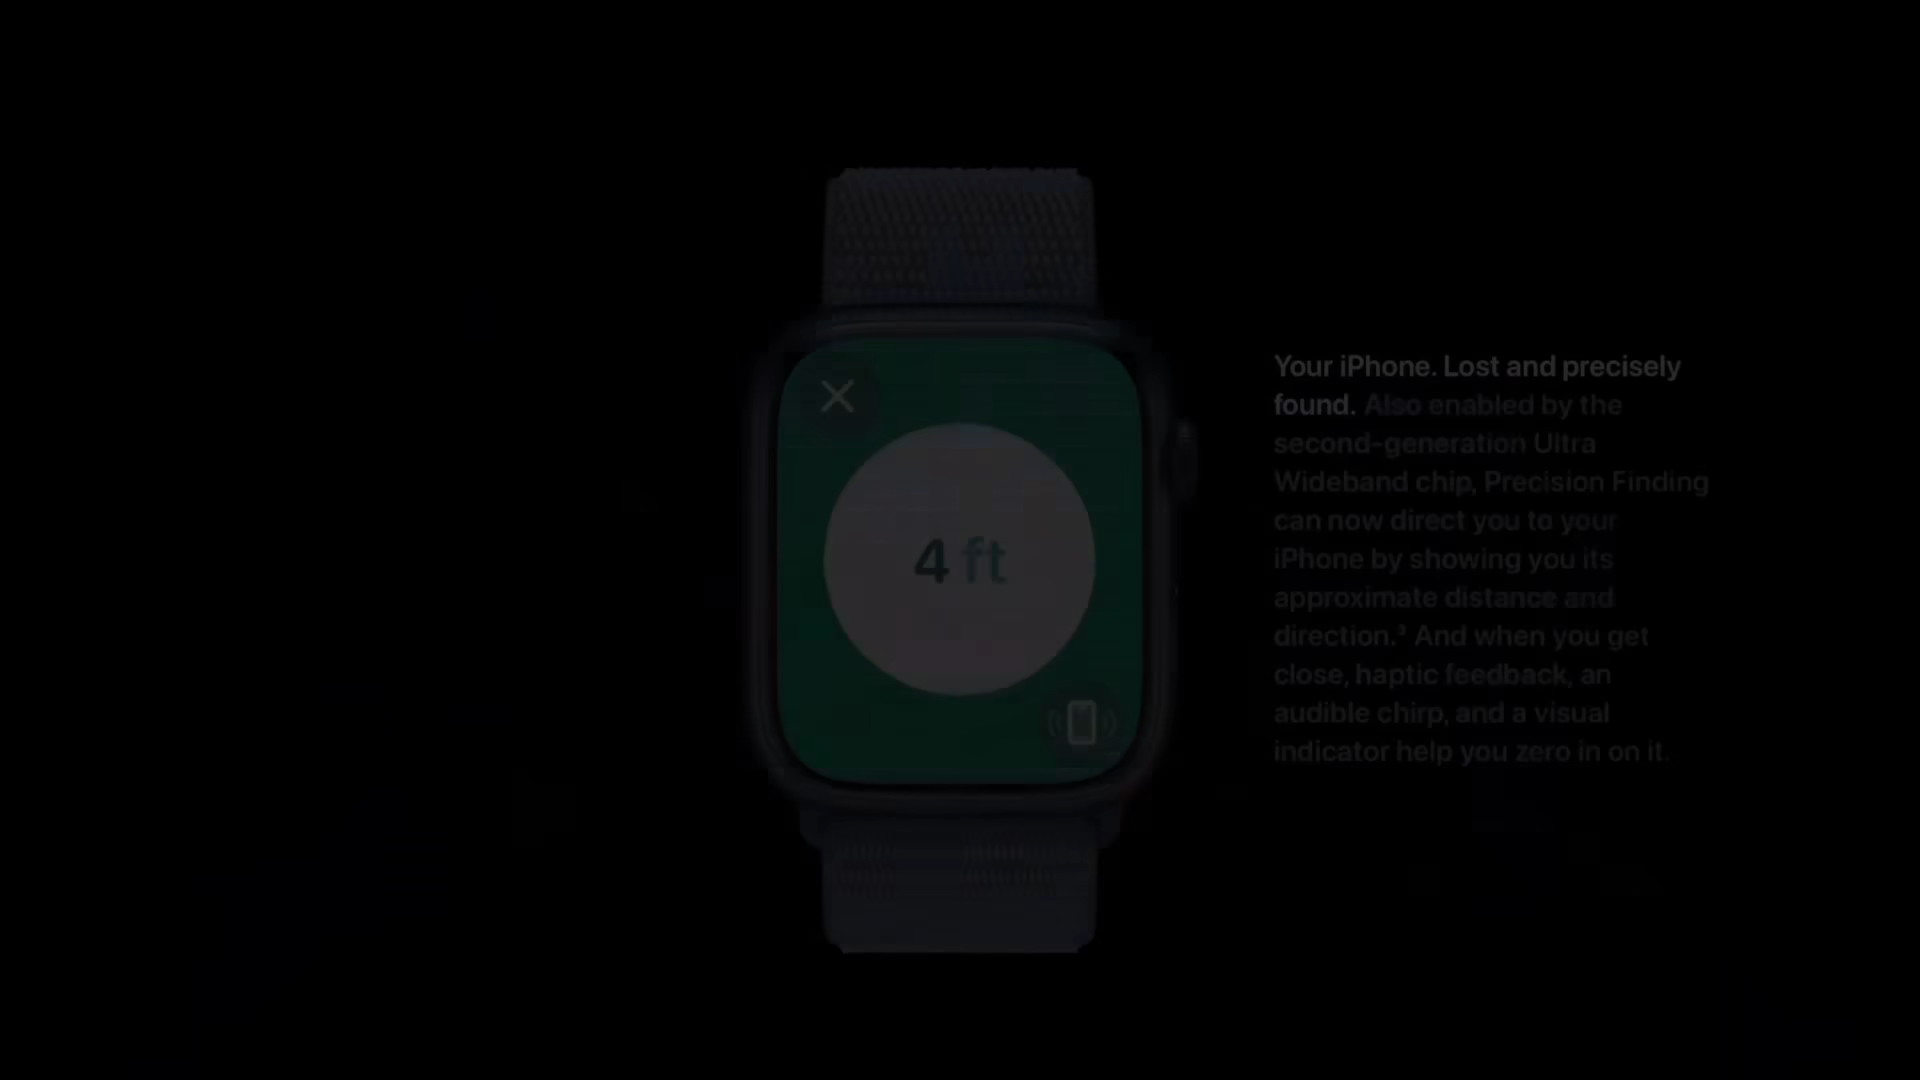 4 ft
Your iPhone. Lost and precisely
found. Also enabled by the
second-generation Ultra
Wideband chip, Precision Finding
can now direct you to your
iPhone by showing you its
approximate distance and
direction.³ And when you get
close, haptic feedback, an
audible chirp, and a visual
indicator help you zero in on it.